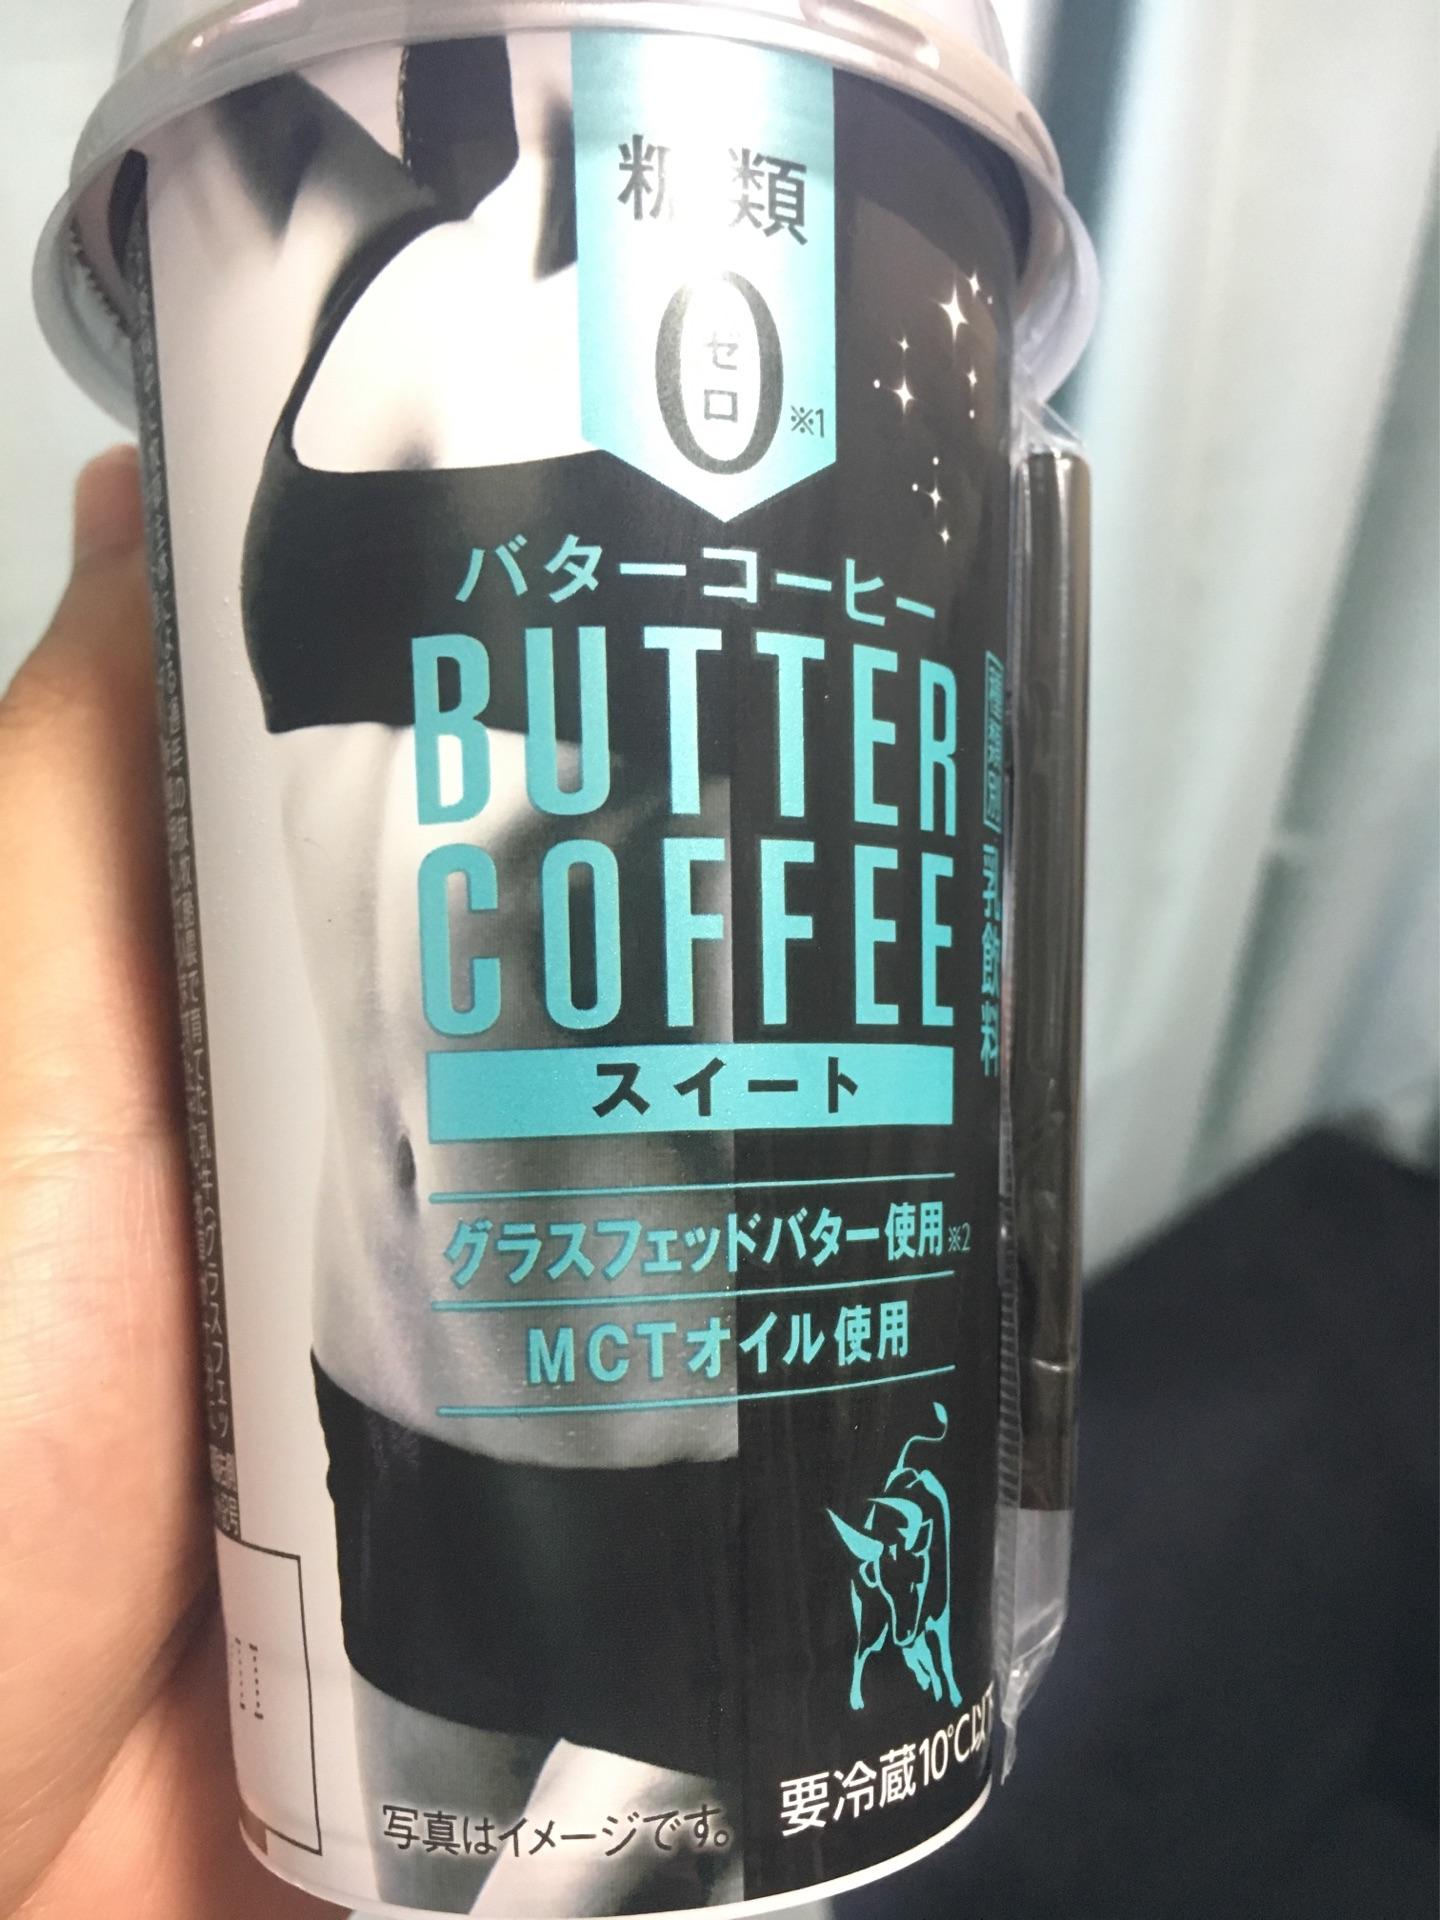 糖類
0
ゼロ
※1
バターコーヒー
BUTTER
COFFEE
スイート
グラスフェッドバター使用※2
MCTオイル使用
乳飲料
要冷蔵10℃以下
写真はイメージです。